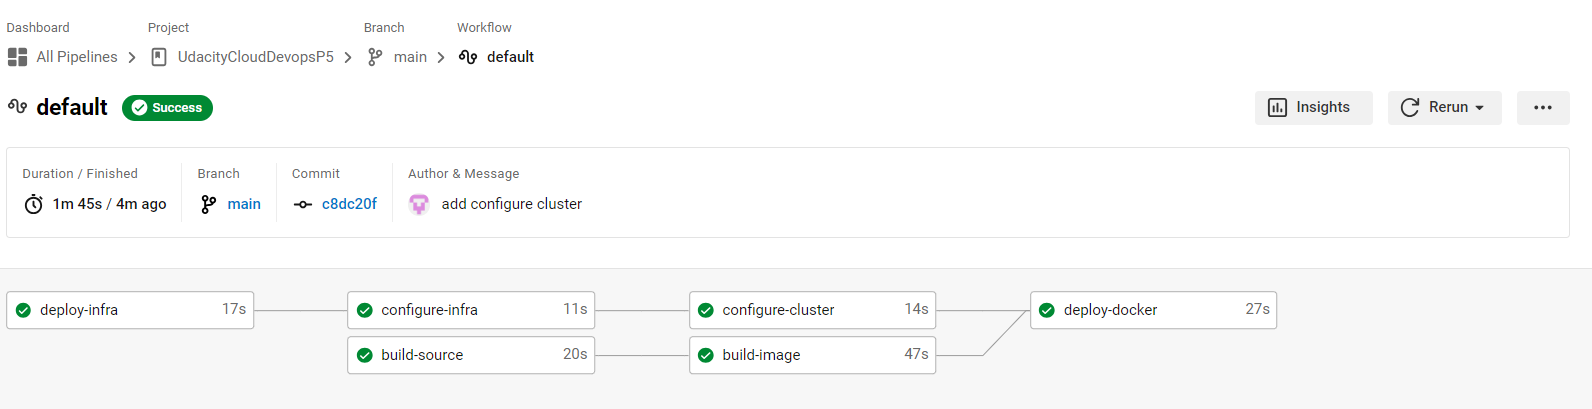 Dashboard Project Branch Workflow
All Pipelines UdacityCloudDevopsP5 main default
default Success Insights Rerun
Duration / Finished Branch Commit Author & Message
1m 45s / 4m ago main c8dc20f add configure cluster
deploy-infra 17s configure-infra 11s configure-cluster 14s deploy-docker 27s
build-source 20s build-image 47s